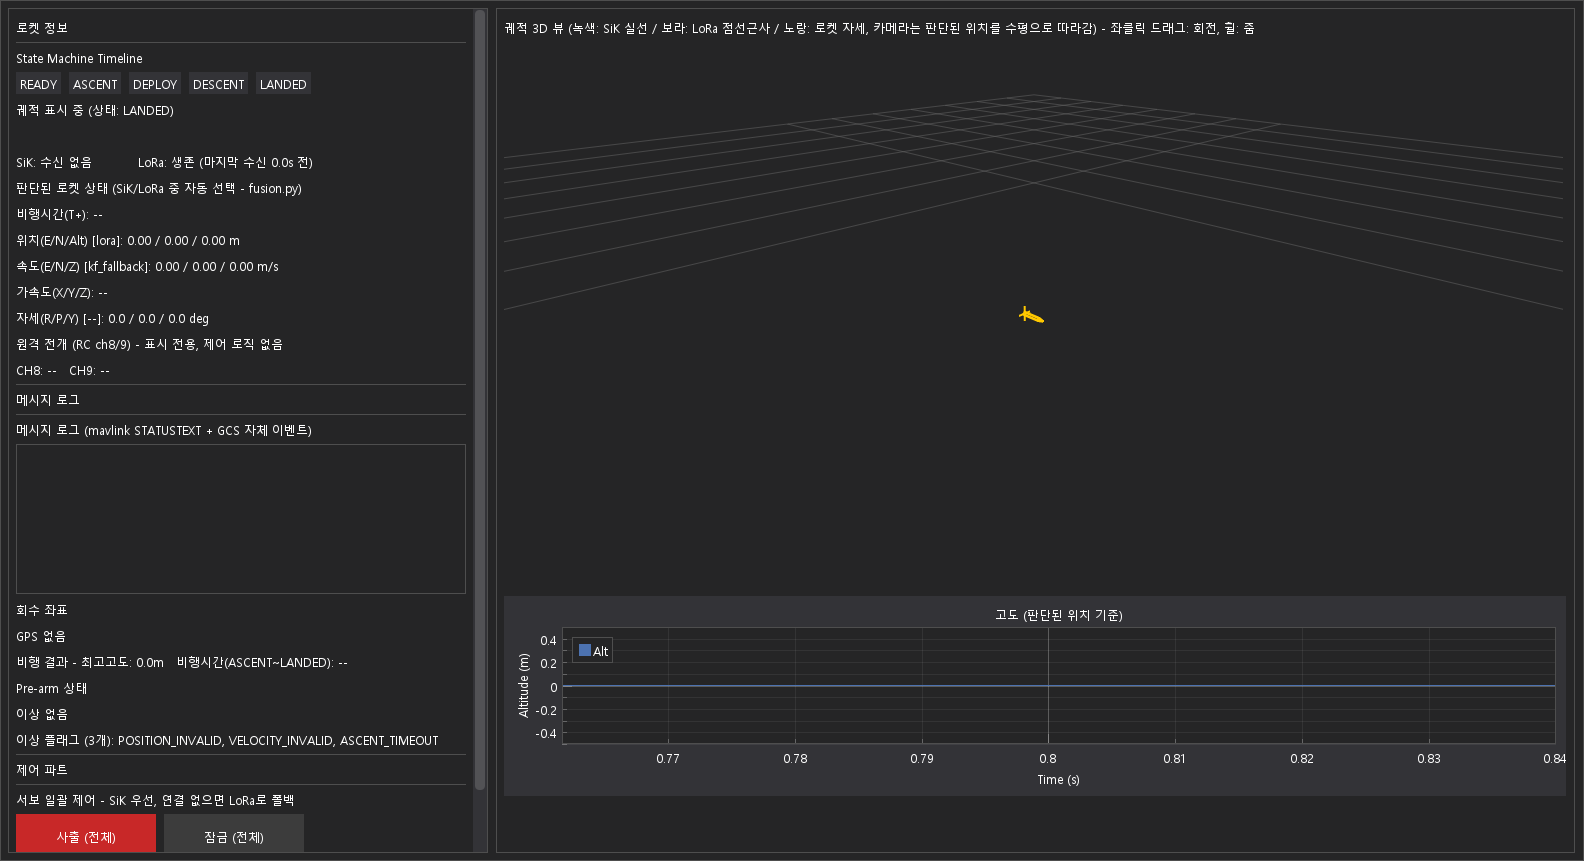 로켓 정보
State Machine Timeline
READY ASCENT DEPLOY DESCENT LANDED
궤적 표시 중 (상태: LANDED)
SiK: 수신 없음 LoRa: 생존 (마지막 수신 0.0s 전)
판단된 로켓 상태 (SiK/LoRa 중 자동 선택 - fusion.py)
비행시간(T+): --
위치(E/N/Alt) [lora]: 0.00 / 0.00 / 0.00 m
속도(E/N/Z) [kf_fallback]: 0.00 / 0.00 / 0.00 m/s
가속도(X/Y/Z): --
자세(R/P/Y) [--]: 0.0 / 0.0 / 0.0 deg
원격 전개 (RC ch8/9) - 표시 전용, 제어 로직 없음
CH8: -- CH9: --
메시지 로그
메시지 로그 (mavlink STATUSTEXT + GCS 자체 이벤트)
회수 좌표
GPS 없음
비행 결과 - 최고고도: 0.0m 비행시간(ASCENT~LANDED): --
Pre-arm 상태
이상 없음
이상 플래그 (3개): POSITION_INVALID, VELOCITY_INVALID, ASCENT_TIMEOUT
제어 파트
서보 일괄 제어 - SiK 우선, 연결 없으면 LoRa로 폴백
사출 (전체) 잠금 (전체)
궤적 3D 뷰 (녹색: SiK 실선 / 보라: LoRa 점선근사 / 노랑: 로켓 자세, 카메라는 판단된 위치를 수평으로 따라감) - 좌클릭 드래그: 회전, 휠: 줌
고도 (판단된 위치 기준)
Alt
Altitude (m)
0.4
0.2
0
-0.2
-0.4
0.77 0.78 0.79 0.8 0.81 0.82 0.83 0.84
Time (s)